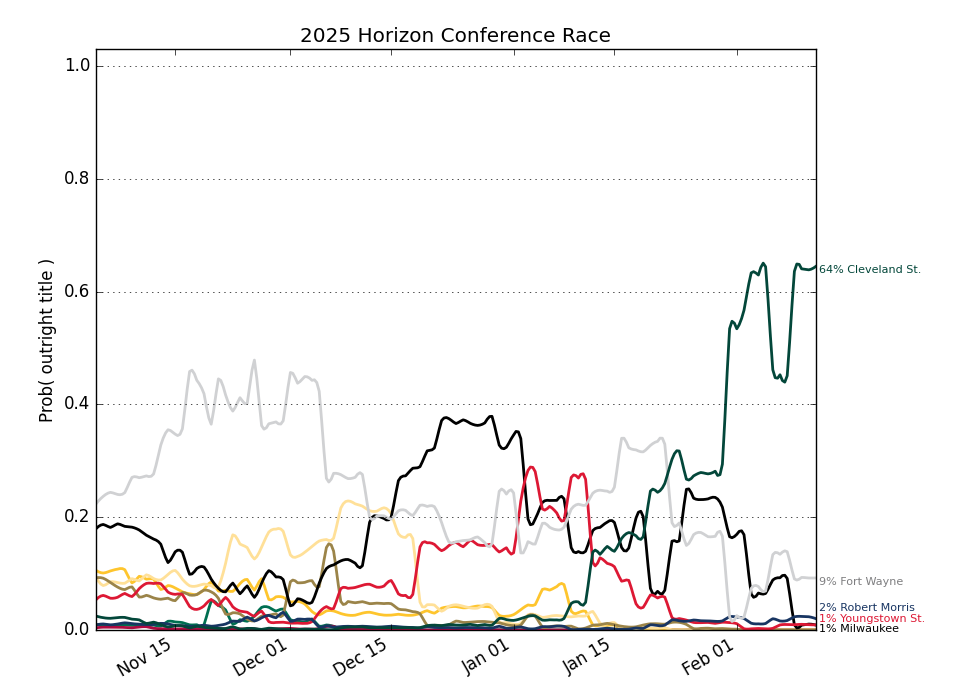 2025 Horizon Conference Race
Prob( outright title )
1.0
0.8
0.6
0.4
0.2
0.0
Nov 15
Dec 01
Dec 15
Jan 01
Jan 15
Feb 01
64% Cleveland St.
9% Fort Wayne
2% Robert Morris
1% Youngstown St.
1% Milwaukee